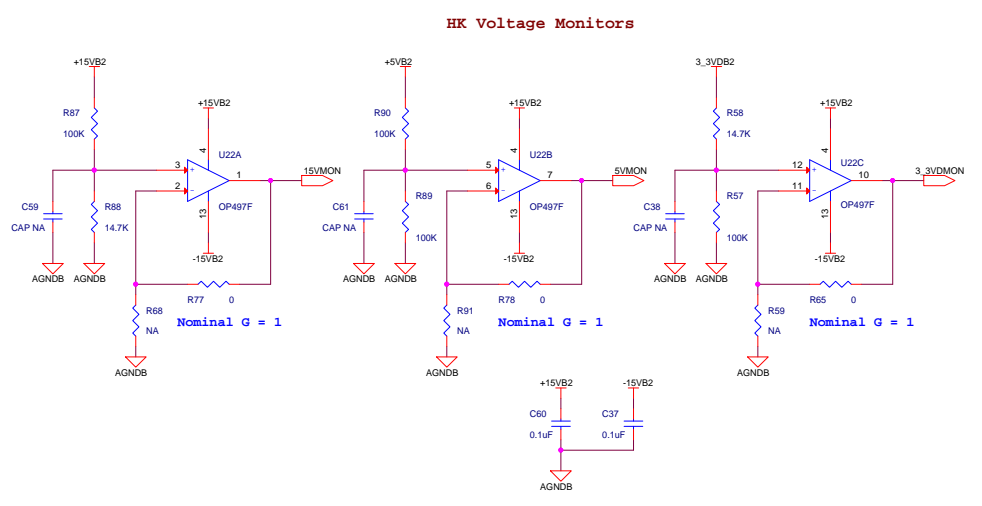 HK Voltage Monitors
+15VB2
+5VB2
3_3VDB2
+15VB2
+15VB2
+15VB2
R87
100K
R90
100K
R58
14.7K
4
4
4
U22A
U22B
U22C
3
2
1
15VMON
5
6
7
5VMON
12
11
10
3_3VDMON
+
-
+
-
+
-
OP497F
OP497F
OP497F
C59
CAP NA
R88
14.7K
13
C61
CAP NA
R89
100K
13
C38
CAP NA
R57
100K
13
-15VB2
-15VB2
-15VB2
AGNDB
AGNDB
AGNDB
AGNDB
AGNDB
AGNDB
R77
0
R78
0
R65
0
R68
NA
R91
NA
R59
NA
Nominal G = 1
Nominal G = 1
Nominal G = 1
AGNDB
AGNDB
AGNDB
+15VB2
-15VB2
C60
0.1uF
C37
0.1uF
AGNDB